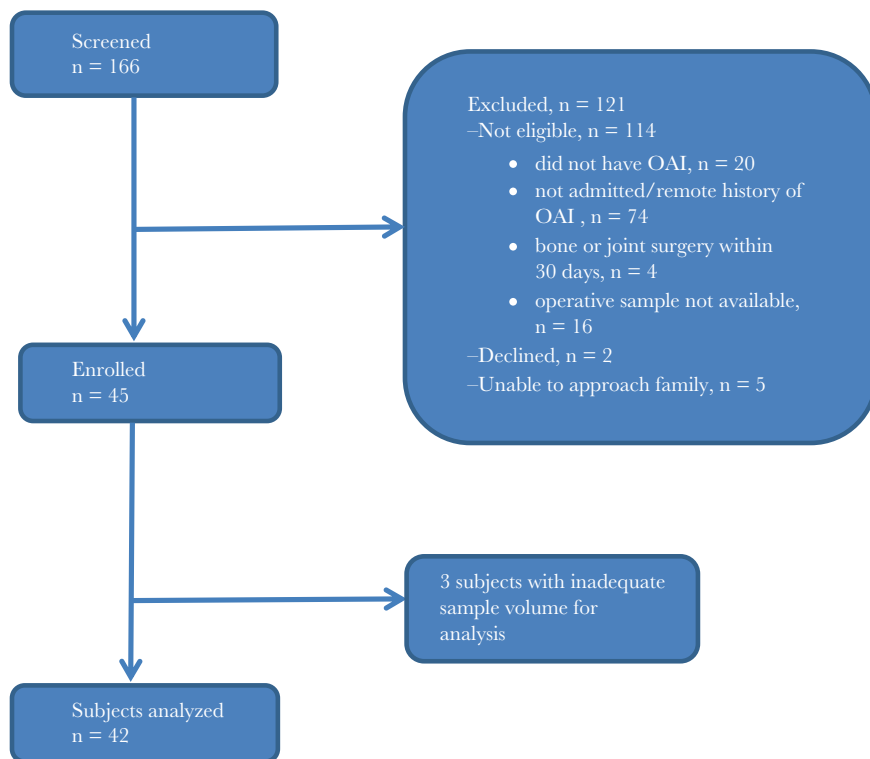 Screened
n = 166
Excluded, n = 121
–Not eligible, n = 114
• did not have OAI, n = 20
• not admitted/remote history of
OAI , n = 74
• bone or joint surgery within
30 days, n = 4
• operative sample not available,
n = 16
–Declined, n = 2
–Unable to approach family, n = 5
Enrolled
n = 45
3 subjects with inadequate
sample volume for
analysis
Subjects analyzed
n = 42